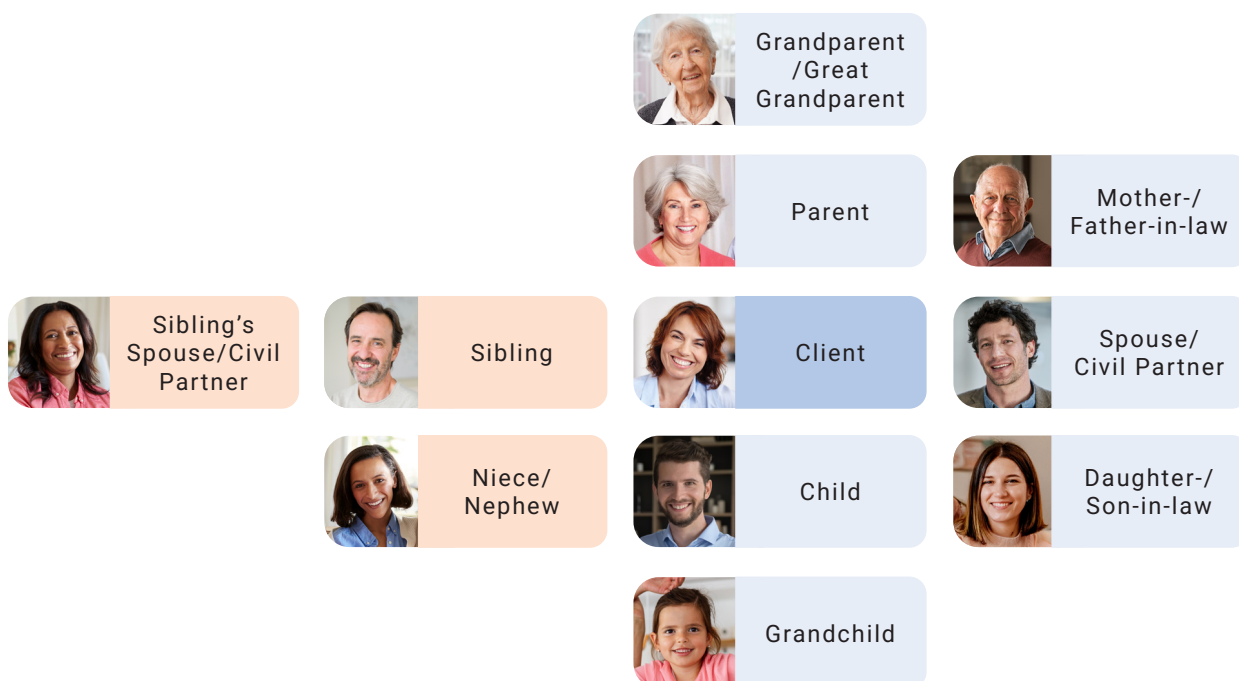 Grandparent
/Great
Grandparent
Parent
Mother-/
Father-in-law
Sibling’s
Spouse/Civil
Partner
Sibling
Client
Spouse/
Civil Partner
Niece/
Nephew
Child
Daughter-/
Son-in-law
Grandchild